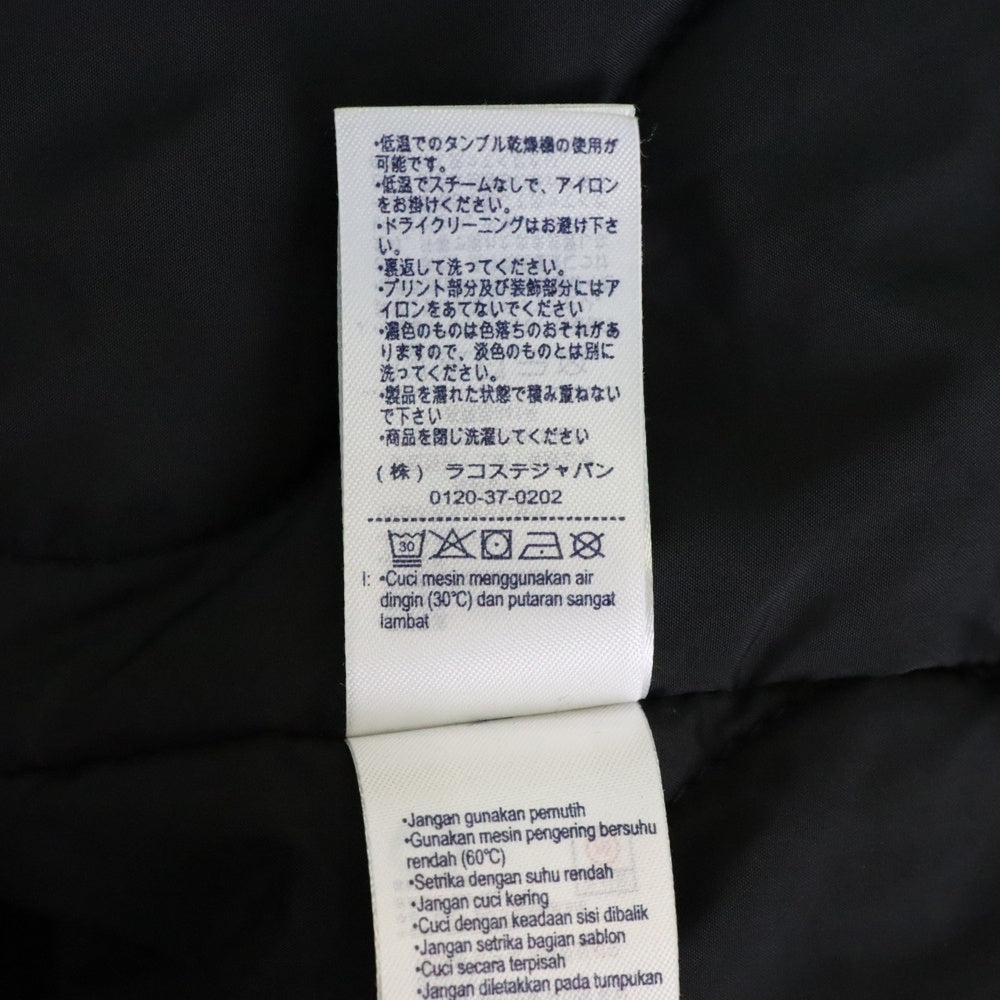 ・低温でのタンブル乾燥機の使用が
可能です。
・低温でスチームなしで、アイロン
をお掛けください。
・ドライクリーニングはお避け下さ
い。
・裏返して洗ってください。
・プリント部分及び装飾部分にはア
イロンをあてないでください
・濃色のものは色落ちのおそれがあ
りますので、淡色のものとは別に
洗ってください。
・製品を濡れた状態で積み重ねない
で下さい
・商品を閉じ洗濯してください
(株) ラコステジャパン
0120-37-0202
30
I: •Cuci mesin menggunakan air
dingin (30℃) dan putaran sangat
lambat
•Jangan gunakan pemutih
•Gunakan mesin pengering bersuhu
rendah (60℃)
•Setrika dengan suhu rendah
•Jangan cuci kering
•Cuci dengan keadaan sisi dibalik
•Jangan setrika bagian sablon
•Cuci secara terpisah
•Jangan diletakkan pada tumpukan